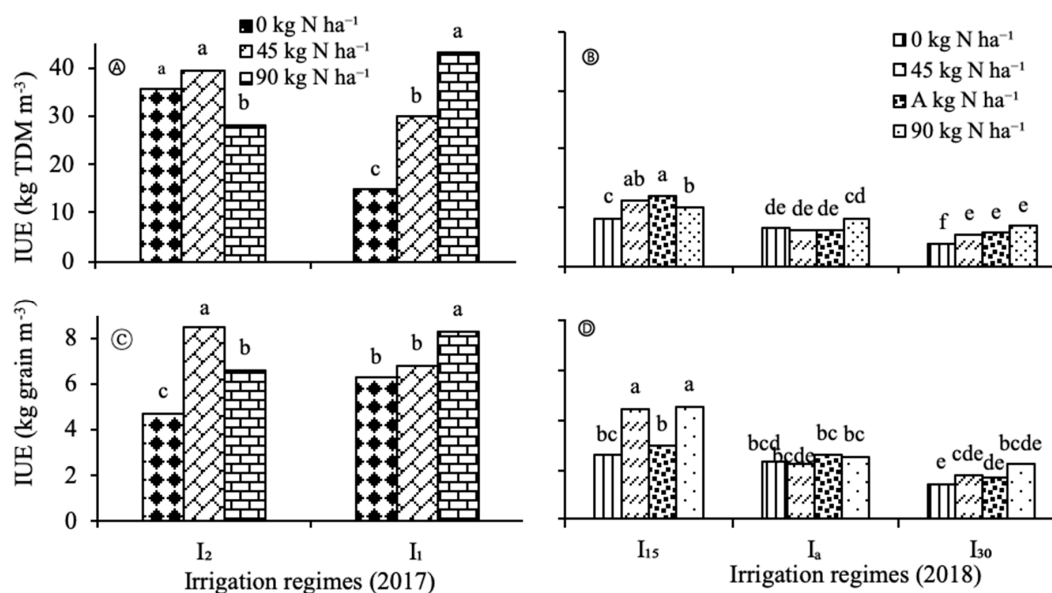 IUE (kg TDM m⁻³)
40
30
20
10
0
Ⓐ
0 kg N ha⁻¹
45 kg N ha⁻¹
90 kg N ha⁻¹
a
a
b
c
b
a
Ⓑ
0 kg N ha⁻¹
45 kg N ha⁻¹
A kg N ha⁻¹
90 kg N ha⁻¹
c
ab
a
b
de
de
de
cd
f
e
e
e
IUE (kg grain m⁻³)
8
6
4
2
0
Ⓒ
c
a
b
b
b
a
I₂
I₁
Irrigation regimes (2017)
Ⓓ
bc
a
b
a
bcd
bcde
bc
bc
e
cde
de
bcde
I₁₅
Iₐ
I₃₀
Irrigation regimes (2018)